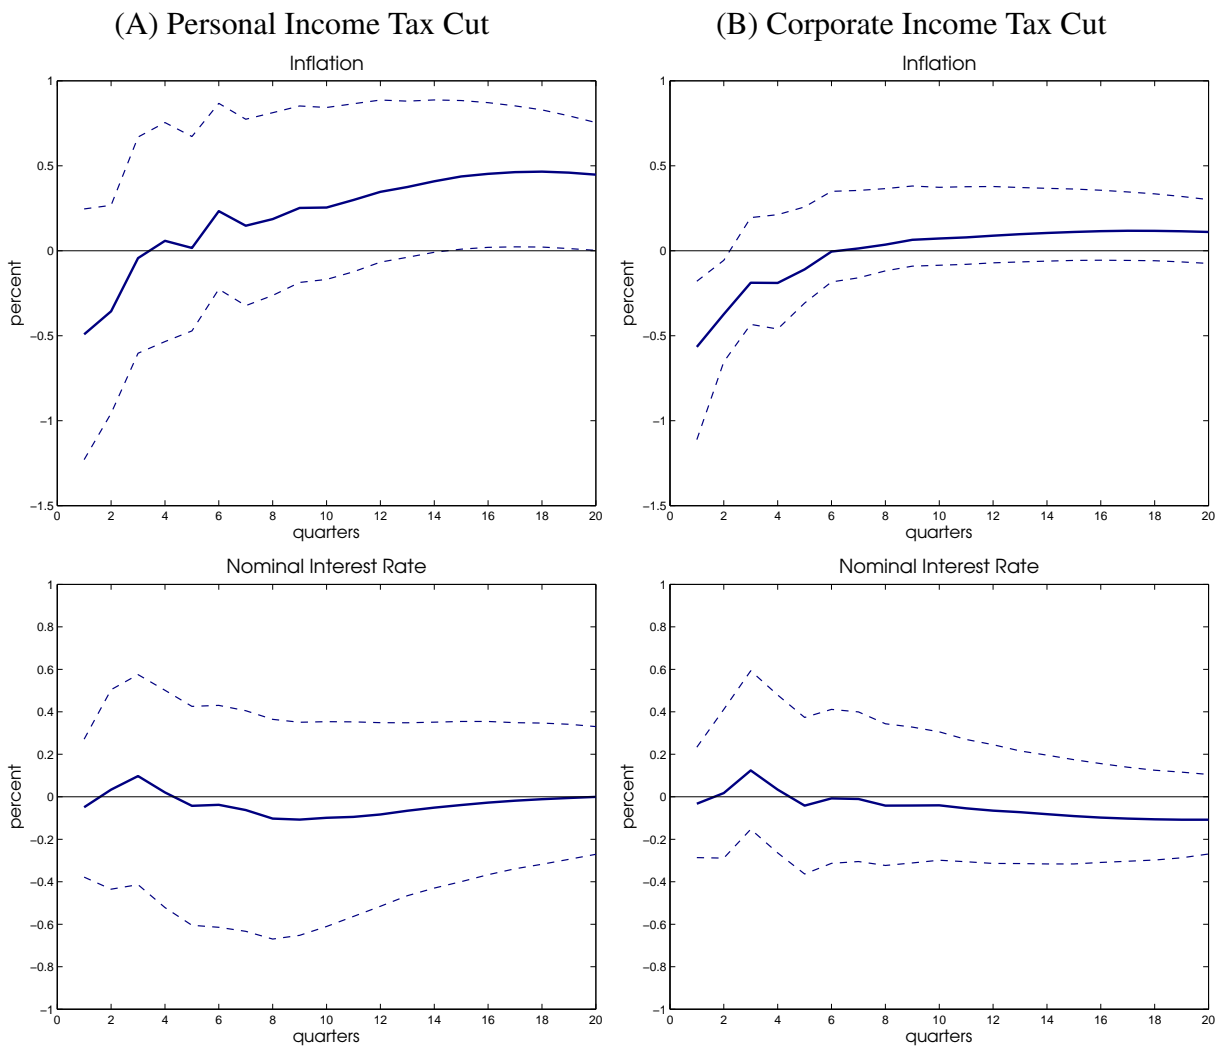 (A) Personal Income Tax Cut
(B) Corporate Income Tax Cut
Inflation
1
0.5
0
−0.5
−1
−1.5
percent
0 2 4 6 8 10 12 14 16 18 20
quarters
Inflation
1
0.5
0
−0.5
−1
−1.5
percent
0 2 4 6 8 10 12 14 16 18 20
quarters
Nominal Interest Rate
1
0.8
0.6
0.4
0.2
0
−0.2
−0.4
−0.6
−0.8
−1
percent
0 2 4 6 8 10 12 14 16 18 20
quarters
Nominal Interest Rate
1
0.8
0.6
0.4
0.2
0
−0.2
−0.4
−0.6
−0.8
−1
percent
0 2 4 6 8 10 12 14 16 18 20
quarters